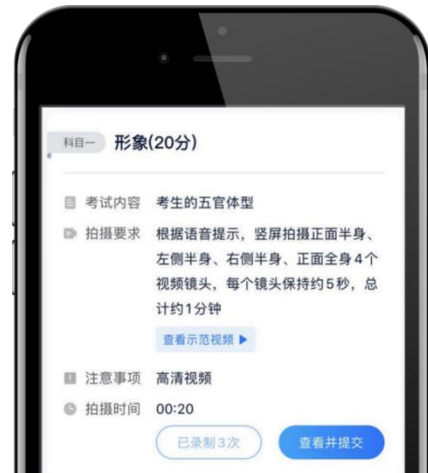 科目一 形象(20分)
考试内容 考生的五官体型
拍摄要求 根据语音提示，竖屏拍摄正面半身、
左侧半身、右侧半身、正面全身4个
视频镜头，每个镜头保持约5秒，总
计约1分钟
查看示范视频
注意事项 高清视频
拍摄时间 00:20
已录制3次 查看并提交